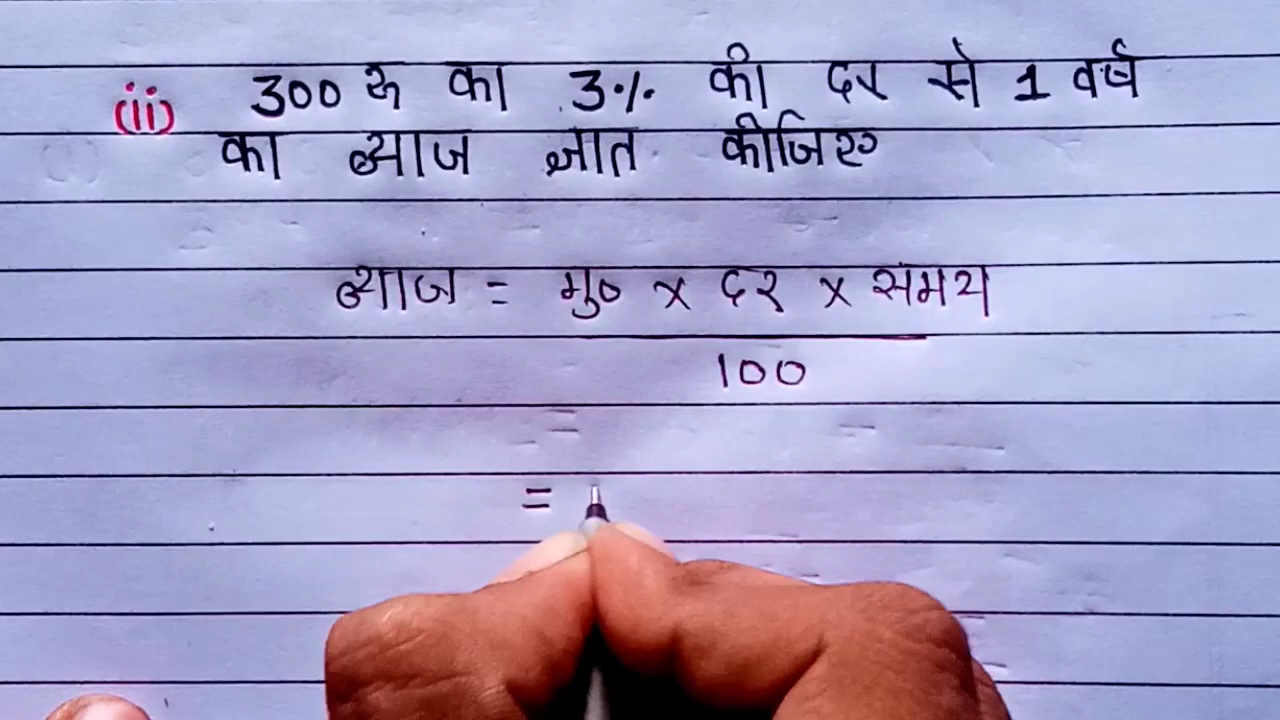 (ii) 300 रु का 3% की दर से 1 वर्ष
का ब्याज ज्ञात कीजिए
ब्याज = मु० x दर x समय
100
=